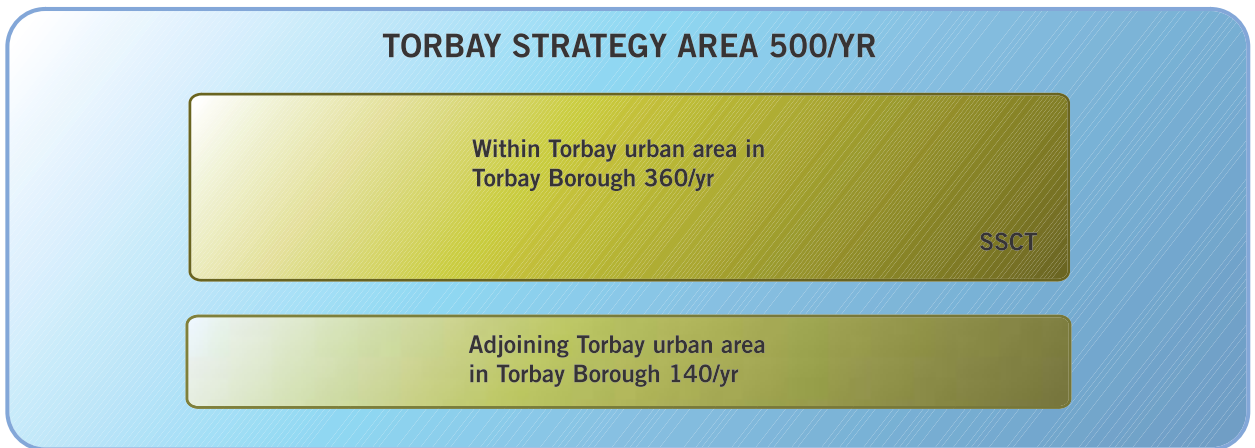 TORBAY STRATEGY AREA 500/YR
Within Torbay urban area in
Torbay Borough 360/yr
SSCT
Adjoining Torbay urban area
in Torbay Borough 140/yr